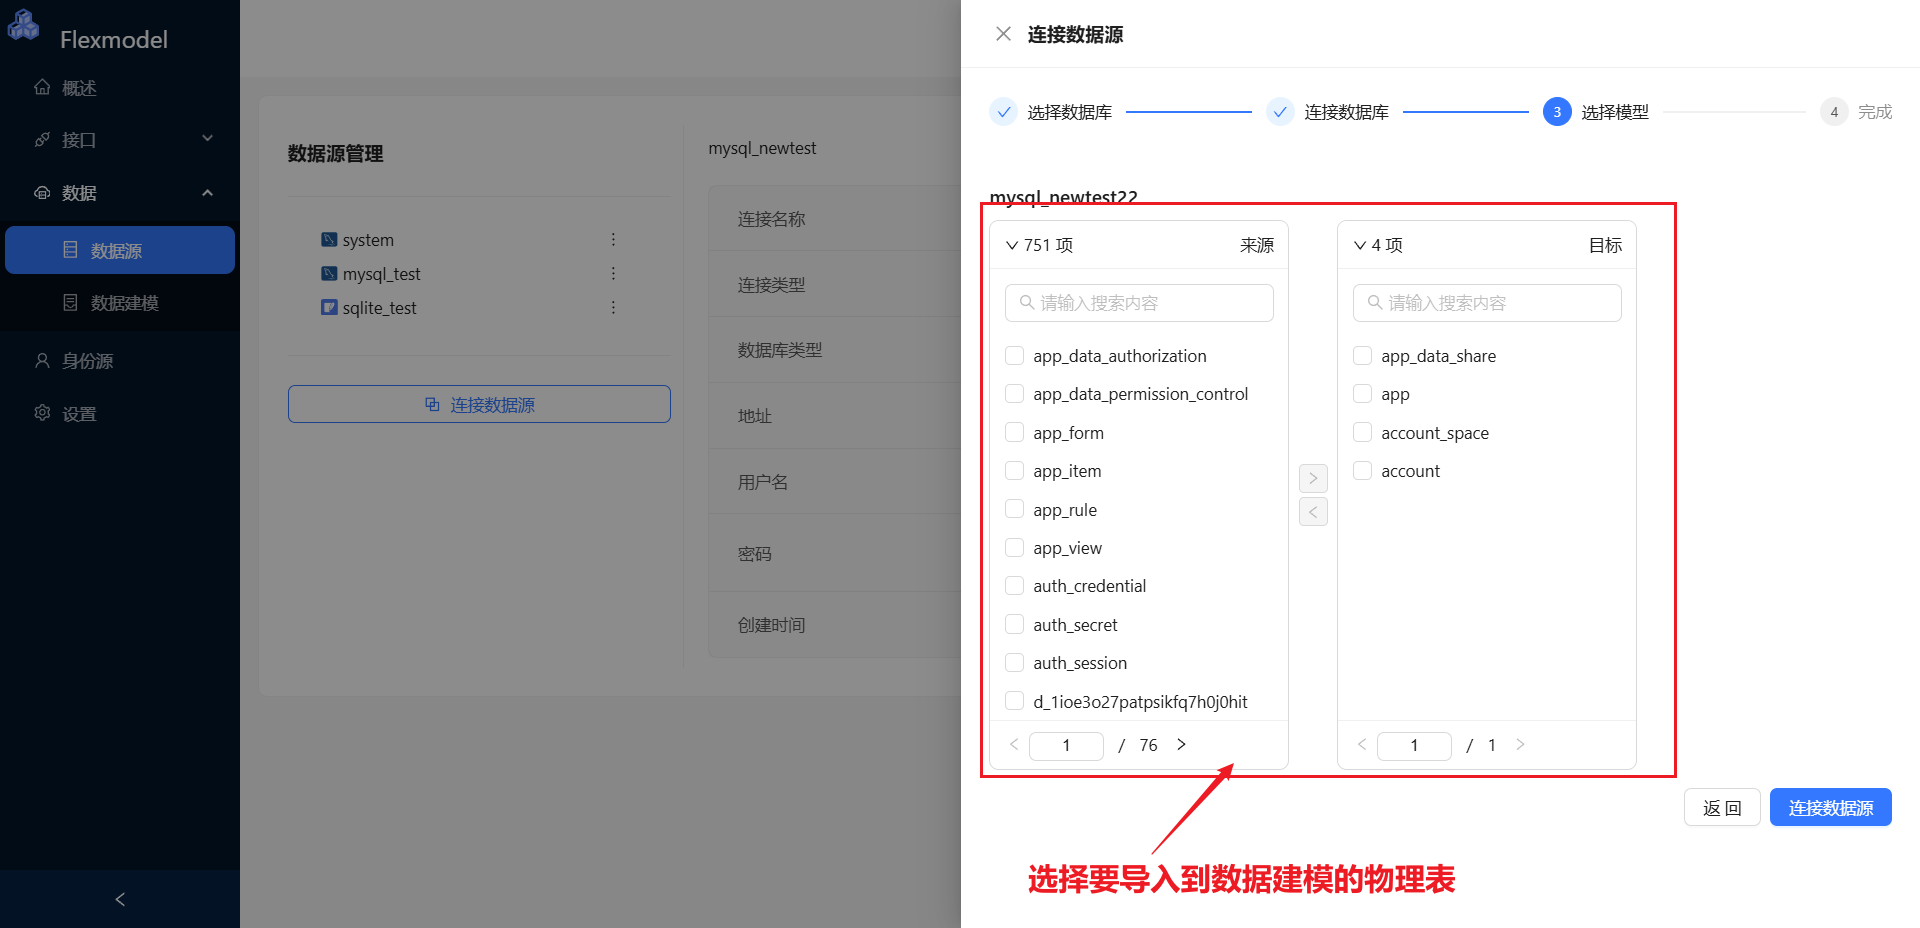 Flexmodel
概述
接口
数据
数据源
数据建模
身份源
设置
数据源管理
system
mysql_test
sqlite_test
连接数据源
mysql_newtest
连接名称
连接类型
数据库类型
地址
用户名
密码
创建时间
连接数据源
选择数据库
连接数据库
3 选择模型
4 完成
mysql_newtest22
751 项 来源
请输入搜索内容
app_data_authorization
app_data_permission_control
app_form
app_item
app_rule
app_view
auth_credential
auth_secret
auth_session
d_1ioe3o27patpsikfq7h0j0hit
1 / 76
4 项 目标
请输入搜索内容
app_data_share
app
account_space
account
1 / 1
返 回
连接数据源
选择要导入到数据建模的物理表